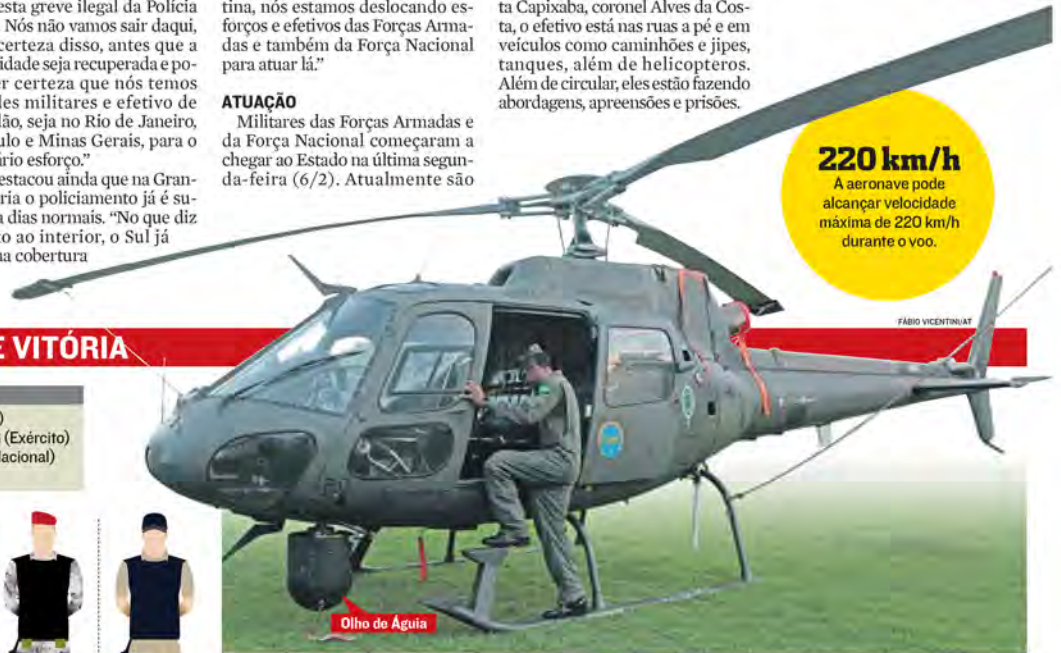 esta greve ilegal da Polícia
. Nós não vamos sair daqui,
certeza disso, antes que a
idade seja recuperada e po-
er certeza que nós temos
des militares e efetivo de
dão, seja no Rio de Janeiro,
ulo e Minas Gerais, para o
ário esforço.”
estacou ainda que na Gran-
ria o policiamento já é su-
a dias normais. “No que diz
to ao interior, o Sul já
na cobertura
tina, nós estamos deslocando es-
forços e efetivos das Forças Arma-
das e também da Força Nacional
para atuar lá.”
ATUAÇÃO
Militares das Forças Armadas e
da Força Nacional começaram a
chegar ao Estado na última segun-
da-feira (6/2). Atualmente são
ta Capixaba, coronel Alves da Cos-
ta, o efetivo está nas ruas a pé e em
veículos como caminhões e jipes,
tanques, além de helicopteros.
Além de circular, eles estão fazendo
abordagens, apreensões e prisões.
220 km/h
A aeronave pode
alcançar velocidade
máxima de 220 km/h
durante o voo.
FÁBIO VICENTINI/AT
E VITÓRIA
)
(Exército)
Nacional)
Olho de Águia